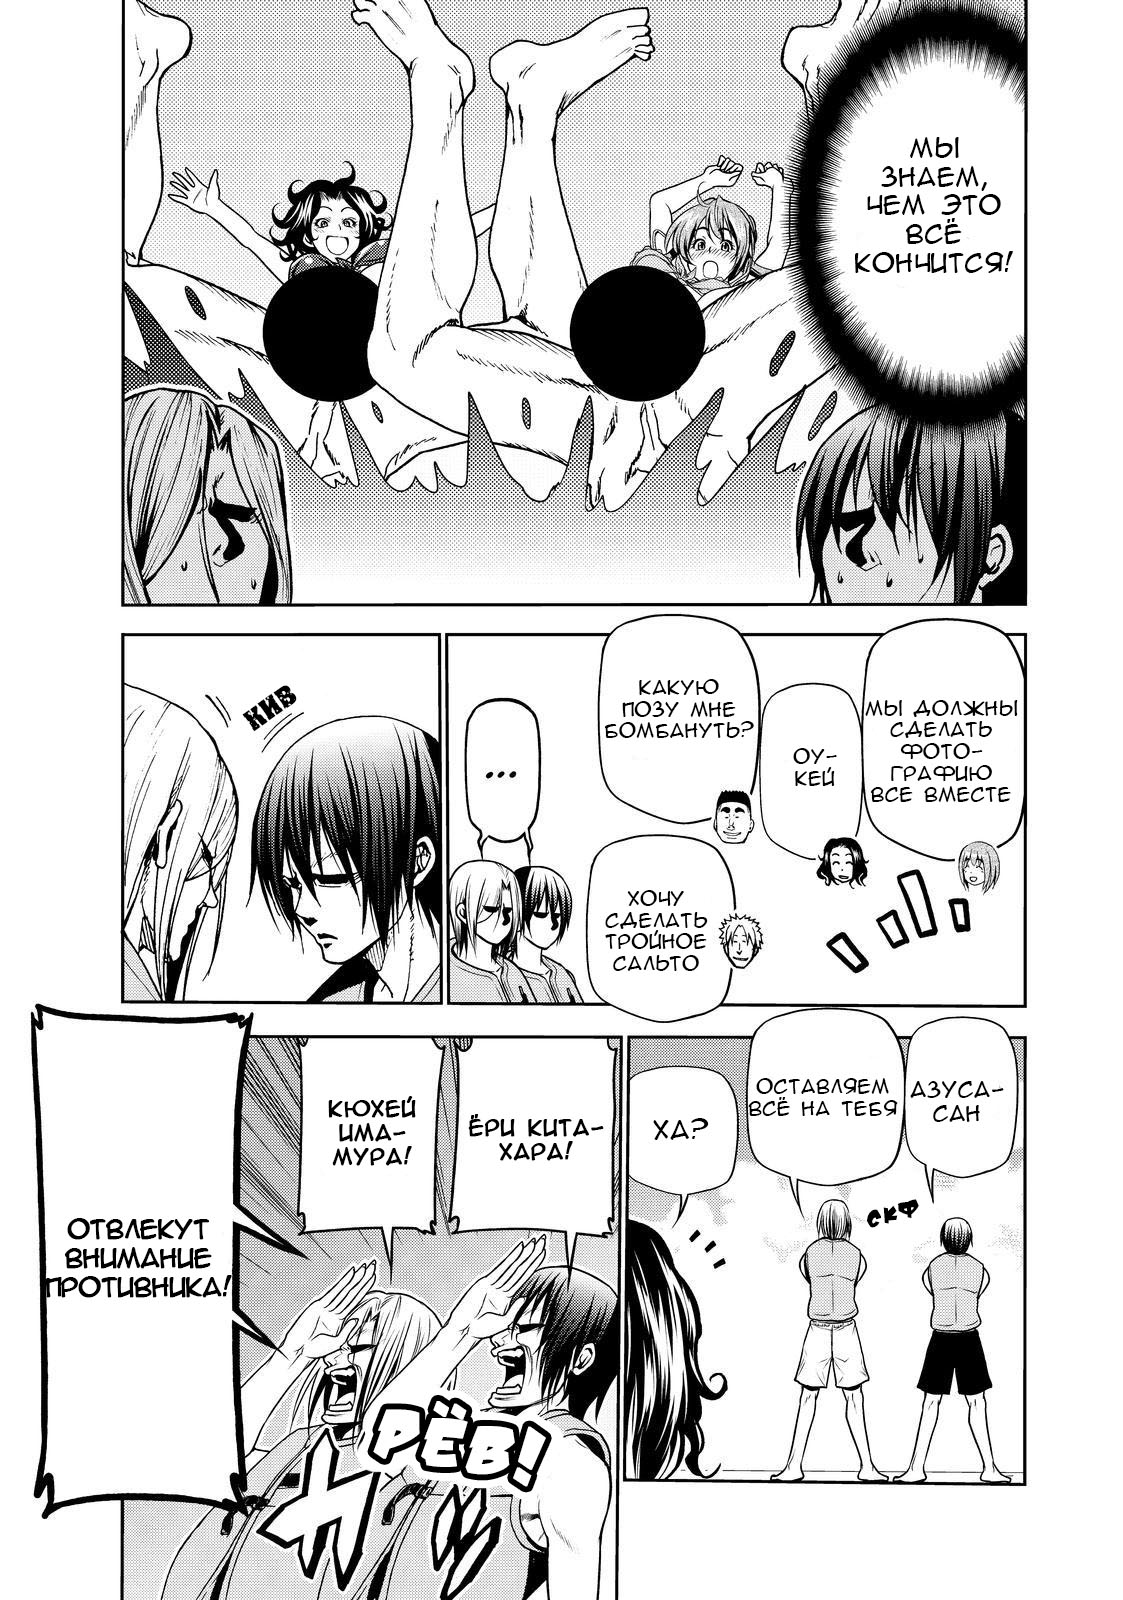 МЫ
ЗНАЕМ,
ЧЕМ ЭТО
ВСЁ
КОНЧИТСЯ!
МЫ ДОЛЖНЫ
СДЕЛАТЬ
ФОТО-
ГРАФИЮ
ВСЕ ВМЕСТЕ
ОУ-
КЕЙ
КАКУЮ
ПОЗУ МНЕ
БОМБАНУТЬ?
ХОЧУ
СДЕЛАТЬ
ТРОЙНОЕ
САЛЬТО
...
КИВ
АЗУСА-
САН
ОСТАВЛЯЕМ
ВСЁ НА ТЕБЯ
ХА?
СКФ
ЁРИ КИТА-
ХАРА!
КЮХЕЙ
ИМА-
МУРА!
ОТВЛЕКУТ
ВНИМАНИЕ
ПРОТИВНИКА!
РЁВ!